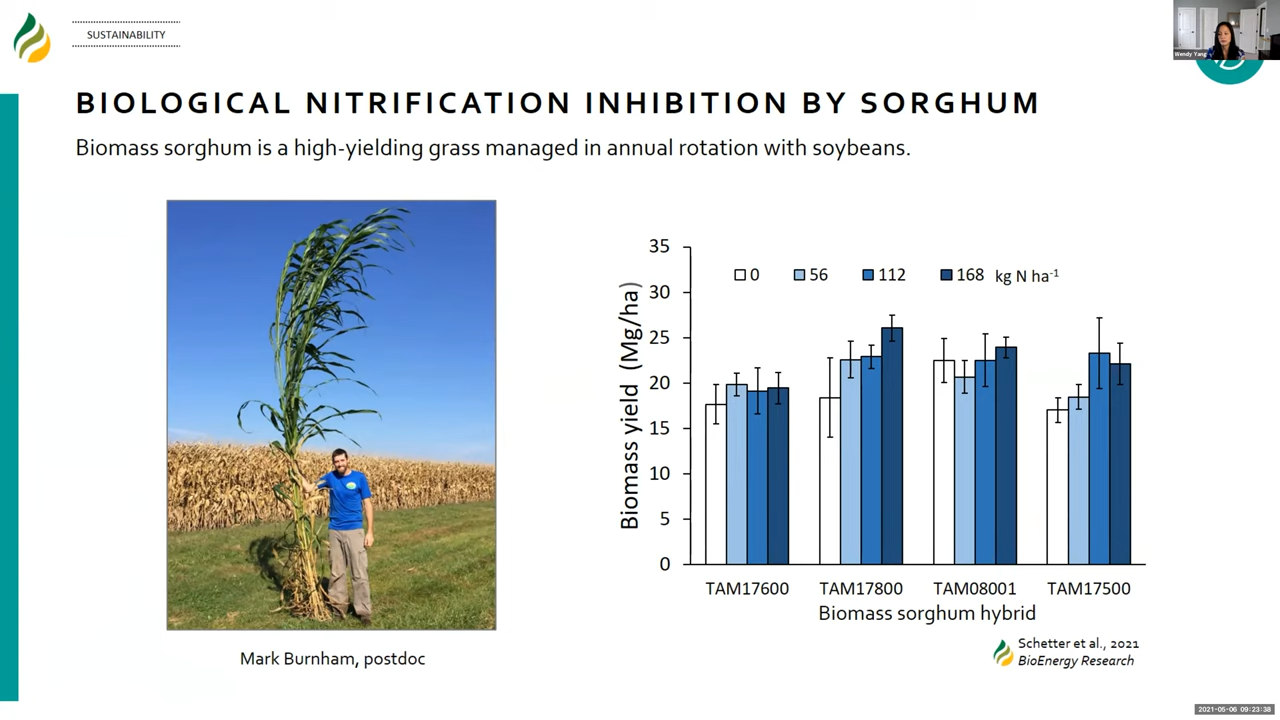 SUSTAINABILITY
Wendy Yang
BIOLOGICAL NITRIFICATION INHIBITION BY SORGHUM
Biomass sorghum is a high-yielding grass managed in annual rotation with soybeans.
35
30
25
20
15
10
5
0
Biomass yield (Mg/ha)
0 56 112 168 kg N ha-1
TAM17600 TAM17800 TAM08001 TAM17500
Biomass sorghum hybrid
Schetter et al., 2021
BioEnergy Research
Mark Burnham, postdoc
2021-05-06 09:23:38